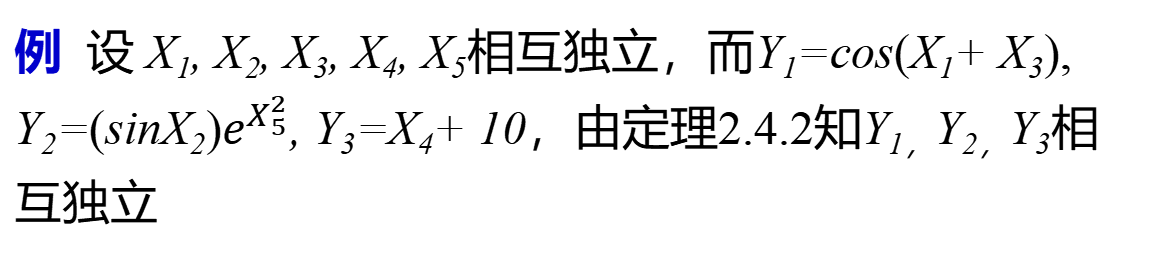 例 设 X₁, X₂, X₃, X₄, X₅相互独立，而Y₁=cos(X₁+ X₃),
Y₂=(sinX₂)e^{X₅²}, Y₃=X₄+ 10，由定理2.4.2知Y₁，Y₂，Y₃相
互独立